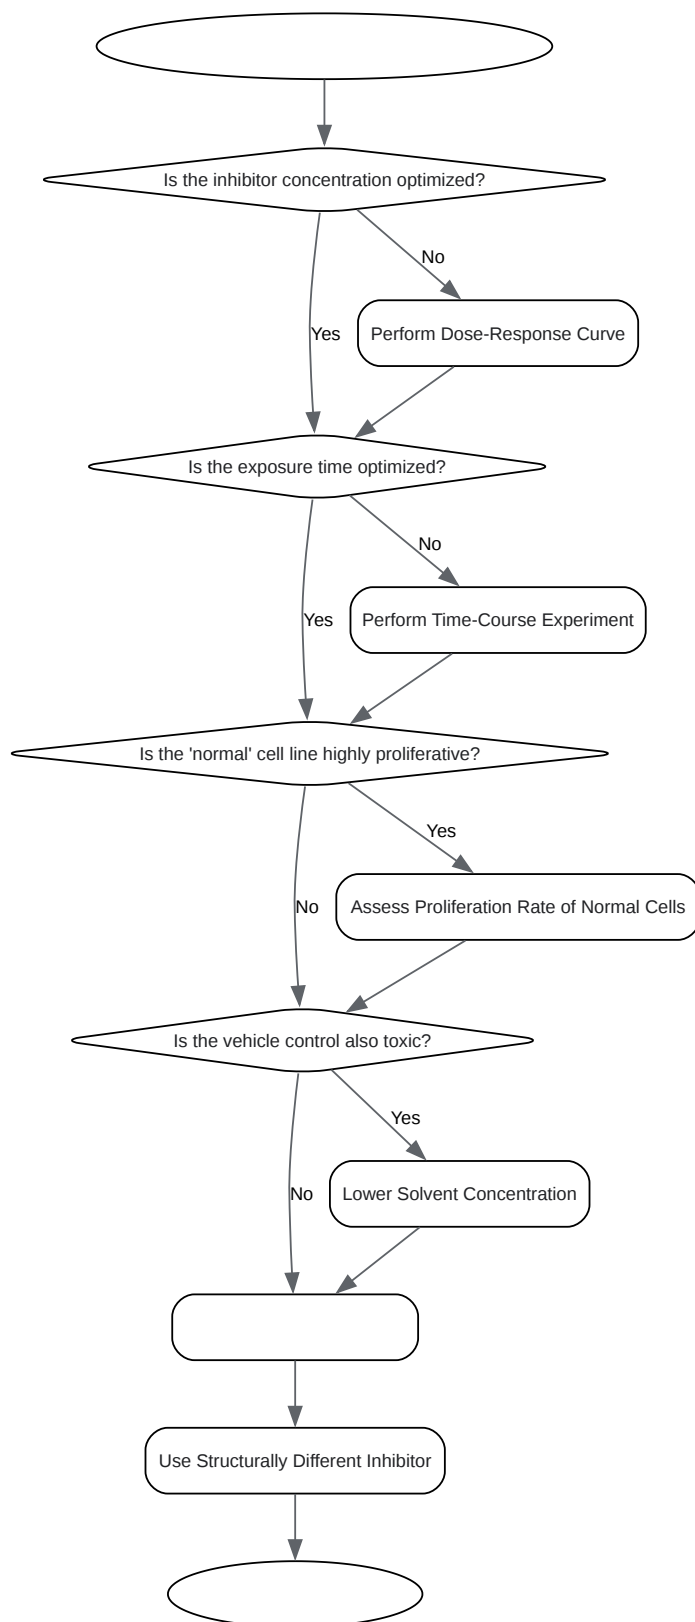 Is the inhibitor concentration optimized?
No
Yes
Perform Dose-Response Curve
Is the exposure time optimized?
No
Yes
Perform Time-Course Experiment
Is the 'normal' cell line highly proliferative?
Yes
No
Assess Proliferation Rate of Normal Cells
Is the vehicle control also toxic?
Yes
No
Lower Solvent Concentration
Use Structurally Different Inhibitor